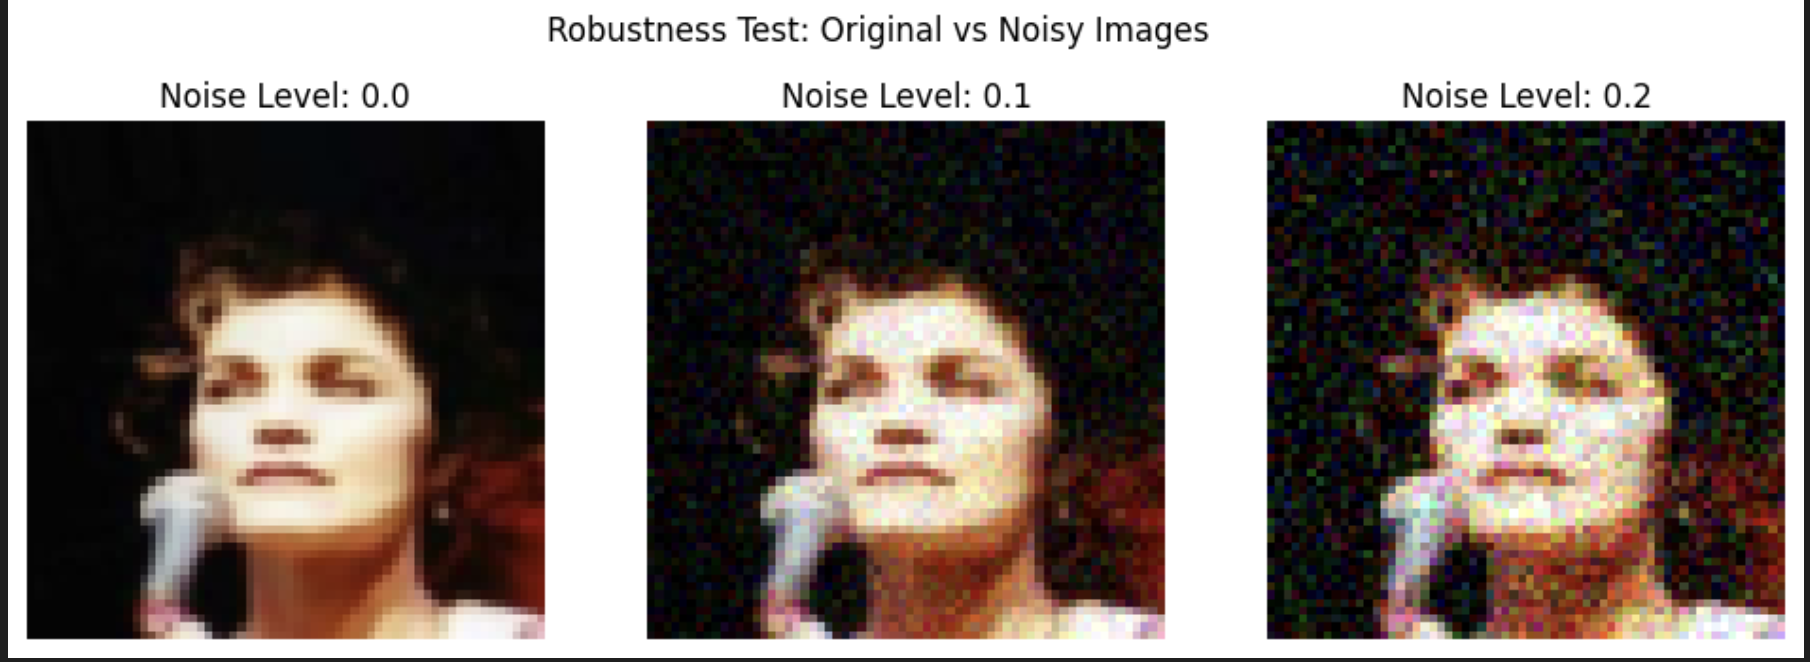 Robustness Test: Original vs Noisy Images
Noise Level: 0.0
Noise Level: 0.1
Noise Level: 0.2